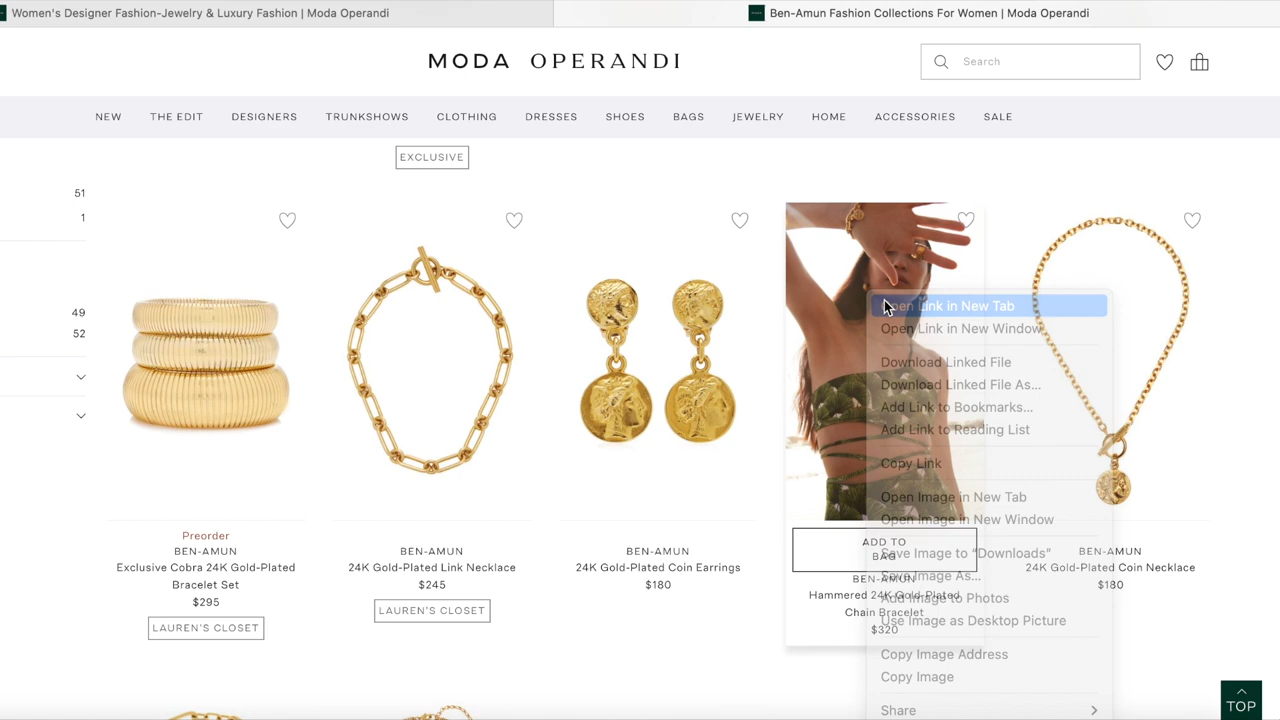 Women's Designer Fashion-Jewelry & Luxury Fashion | Moda Operandi
Ben-Amun Fashion Collections For Women | Moda Operandi
MODA OPERANDI
Search
NEW
THE EDIT
DESIGNERS
TRUNKSHOWS
CLOTHING
DRESSES
SHOES
BAGS
JEWELRY
HOME
ACCESSORIES
SALE
EXCLUSIVE
51
1
49
52
Preorder
BEN-AMUN
Exclusive Cobra 24K Gold-Plated
Bracelet Set
$295
LAUREN'S CLOSET
BEN-AMUN
24K Gold-Plated Link Necklace
$245
LAUREN'S CLOSET
BEN-AMUN
24K Gold-Plated Coin Earrings
$180
ADD TO
BAG
BEN-AMUN
Hammered 24K Gold-Plated
Chain Bracelet
$320
BEN-AMUN
24K Gold-Plated Coin Necklace
$180
Open Link in New Tab
Open Link in New Window
Download Linked File
Download Linked File As...
Add Link to Bookmarks...
Add Link to Reading List
Copy Link
Open Image in New Tab
Open Image in New Window
Save Image to "Downloads"
Save Image As...
Add Image to Photos
Use Image as Desktop Picture
Copy Image Address
Copy Image
Share
TOP